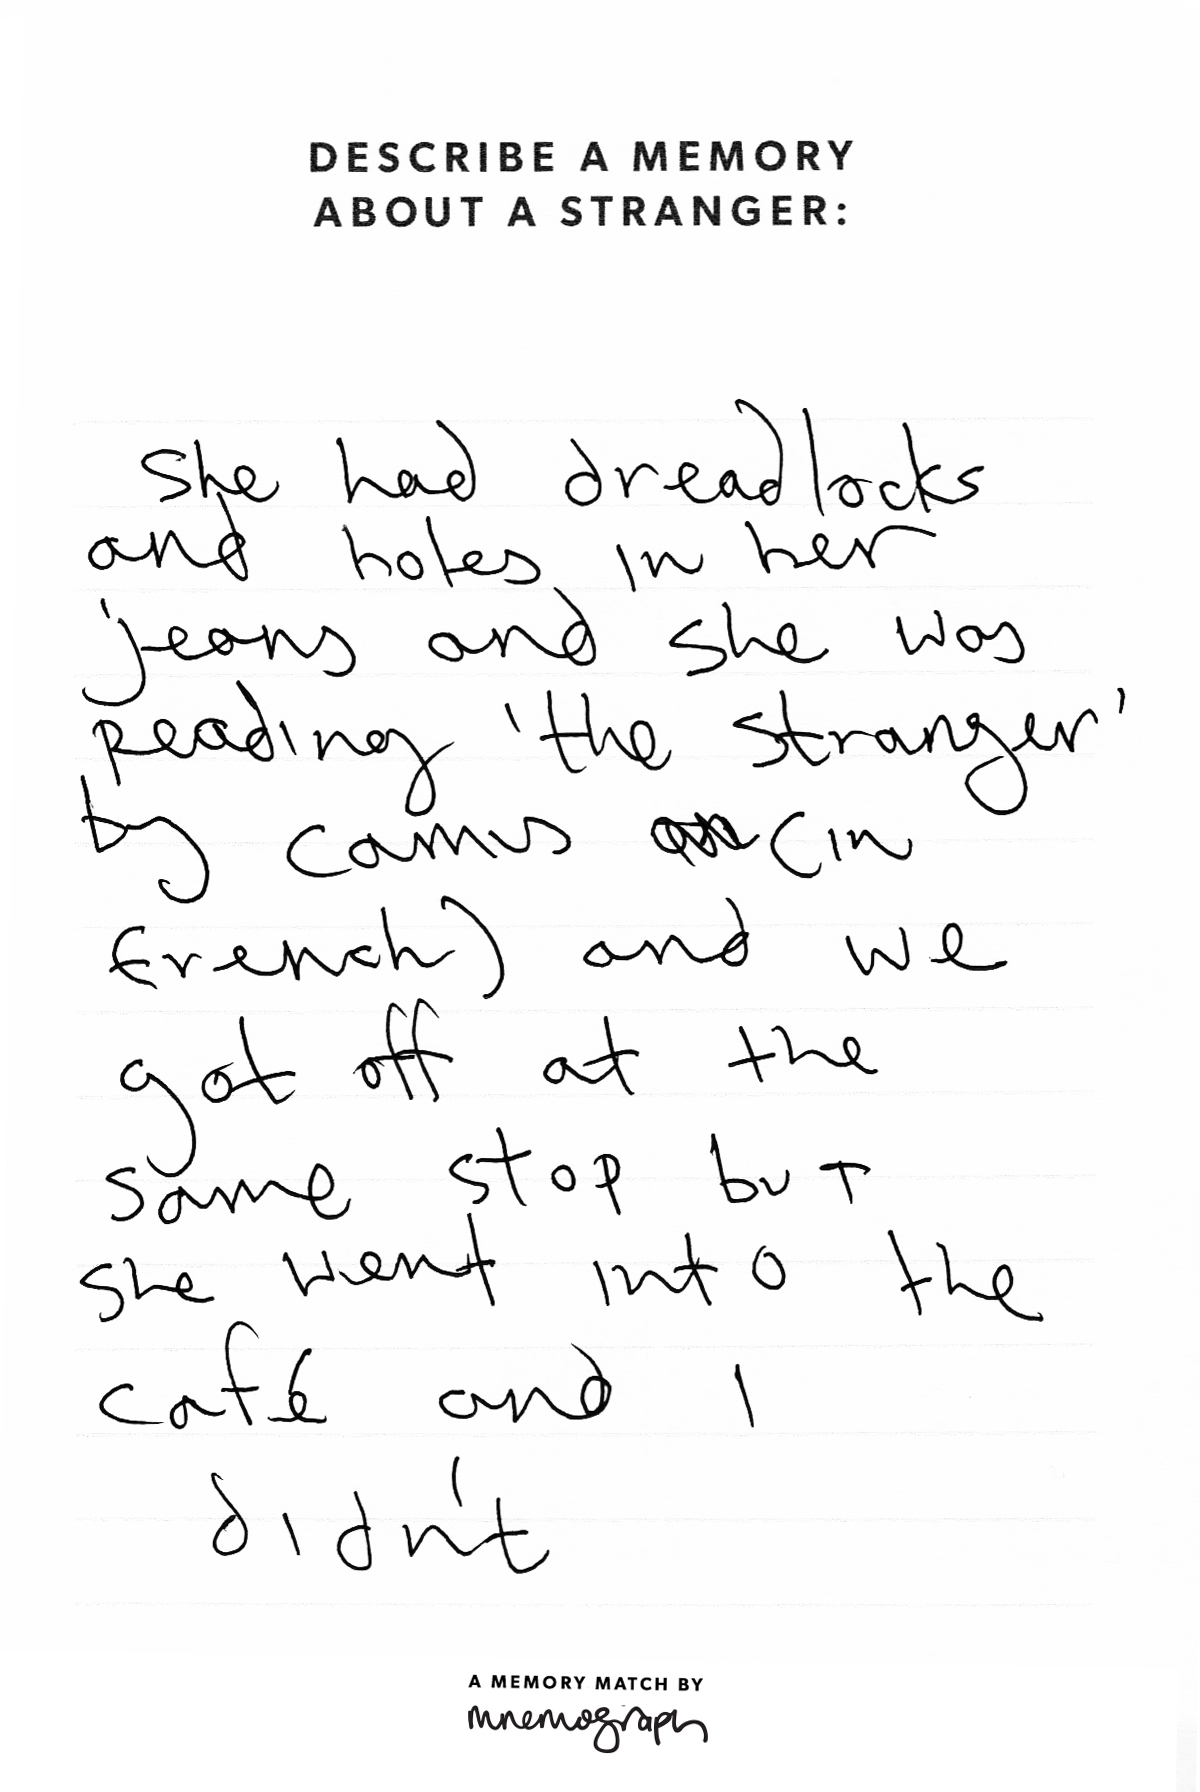 DESCRIBE A MEMORY
ABOUT A STRANGER:
she had dreadlocks
and holes in her
jeans and she was
reading 'the stranger'
by camus (in
french) and we
got off at the
same stop but
she went into the
café and I
didn't
A MEMORY MATCH BY
mnemograph